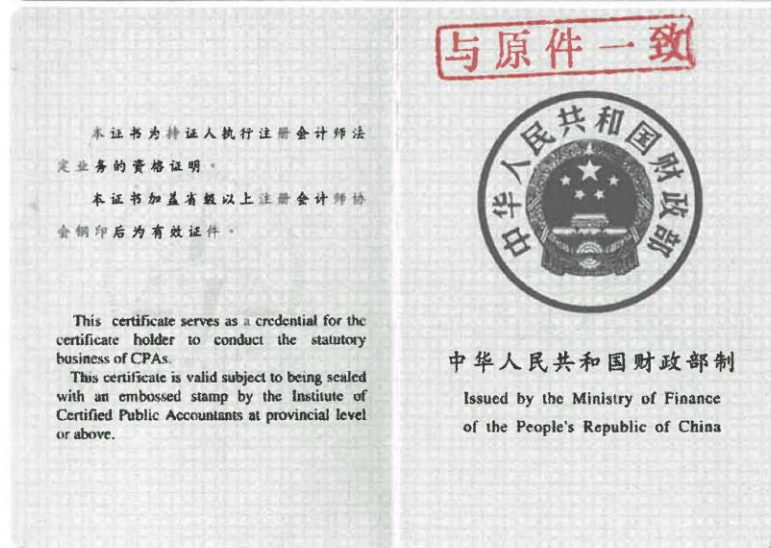 本证书为持证人执行注册会计师法
定业务的资格证明。
本证书加盖省级以上注册会计师协
会钢印后为有效证件。
This certificate serves as a credential for the
certificate holder to conduct the statutory
business of CPAs.
This certificate is valid subject to being sealed
with an embossed stamp by the Institute of
Certified Public Accountants at provincial level
or above.
与原件一致
中华人民共和国财政部
中华人民共和国财政部制
Issued by the Ministry of Finance
of the People's Republic of China